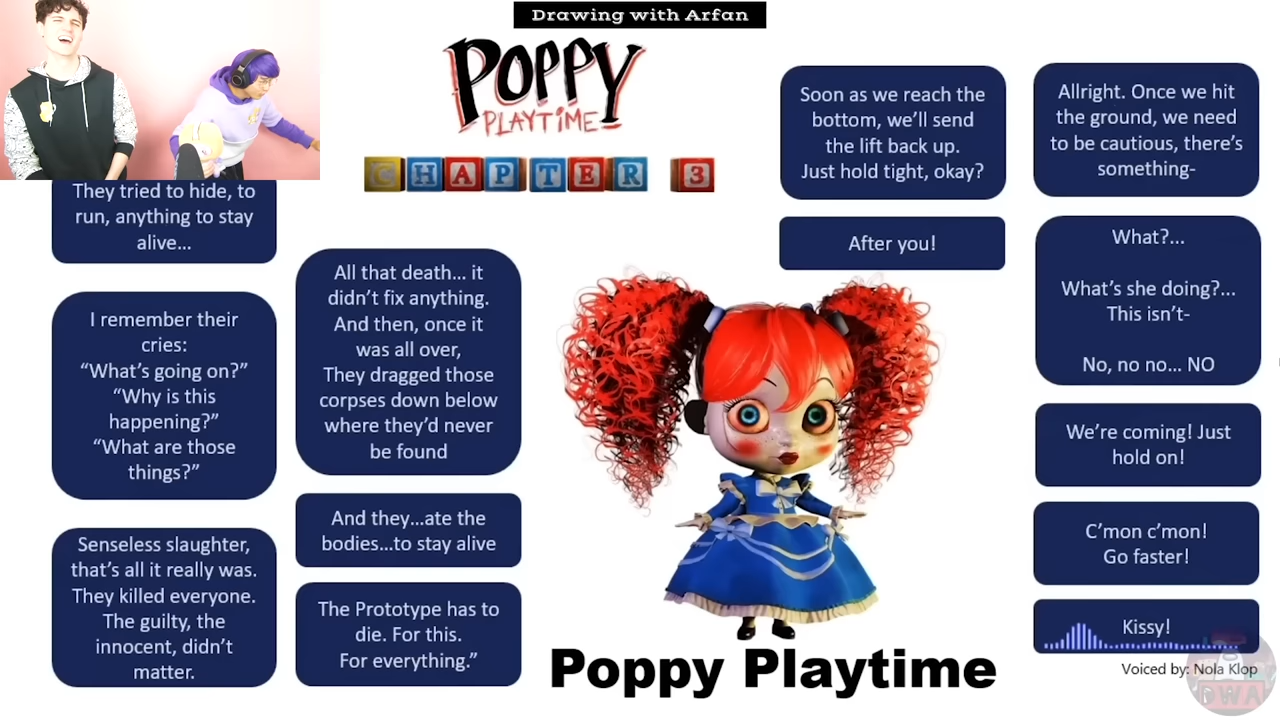 Drawing with Arfan
POPPY
PLAYTIME
CHAPTER 3
They tried to hide, to
run, anything to stay
alive...
I remember their
cries:
“What’s going on?”
“Why is this
happening?”
“What are those
things?”
Senseless slaughter,
that’s all it really was.
They killed everyone.
The guilty, the
innocent, didn’t
matter.
All that death... it
didn’t fix anything.
And then, once it
was all over,
They dragged those
corpses down below
where they’d never
be found
And they...ate the
bodies...to stay alive
The Prototype has to
die. For this.
For everything.”
Soon as we reach the
bottom, we’ll send
the lift back up.
Just hold tight, okay?
After you!
Allright. Once we hit
the ground, we need
to be cautious, there’s
something-
What?...
What’s she doing?...
This isn’t-
No, no no... NO
We’re coming! Just
hold on!
C’mon c’mon!
Go faster!
Kissy!
Voiced by: Nola Klop
DWA
Poppy Playtime